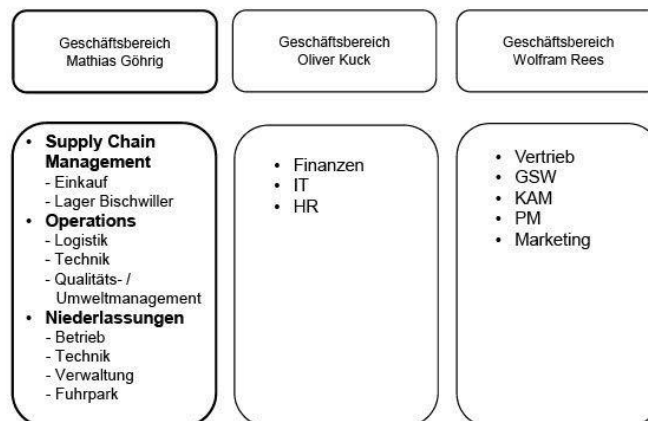 Geschäftsbereich
Mathias Göhrig
Geschäftsbereich
Oliver Kuck
Geschäftsbereich
Wolfram Rees
• Supply Chain
Management
- Einkauf
- Lager Bischwiller
• Operations
- Logistik
- Technik
- Qualitäts- /
Umweltmanagement
• Niederlassungen
- Betrieb
- Technik
- Verwaltung
- Fuhrpark
• Finanzen
• IT
• HR
• Vertrieb
• GSW
• KAM
• PM
• Marketing